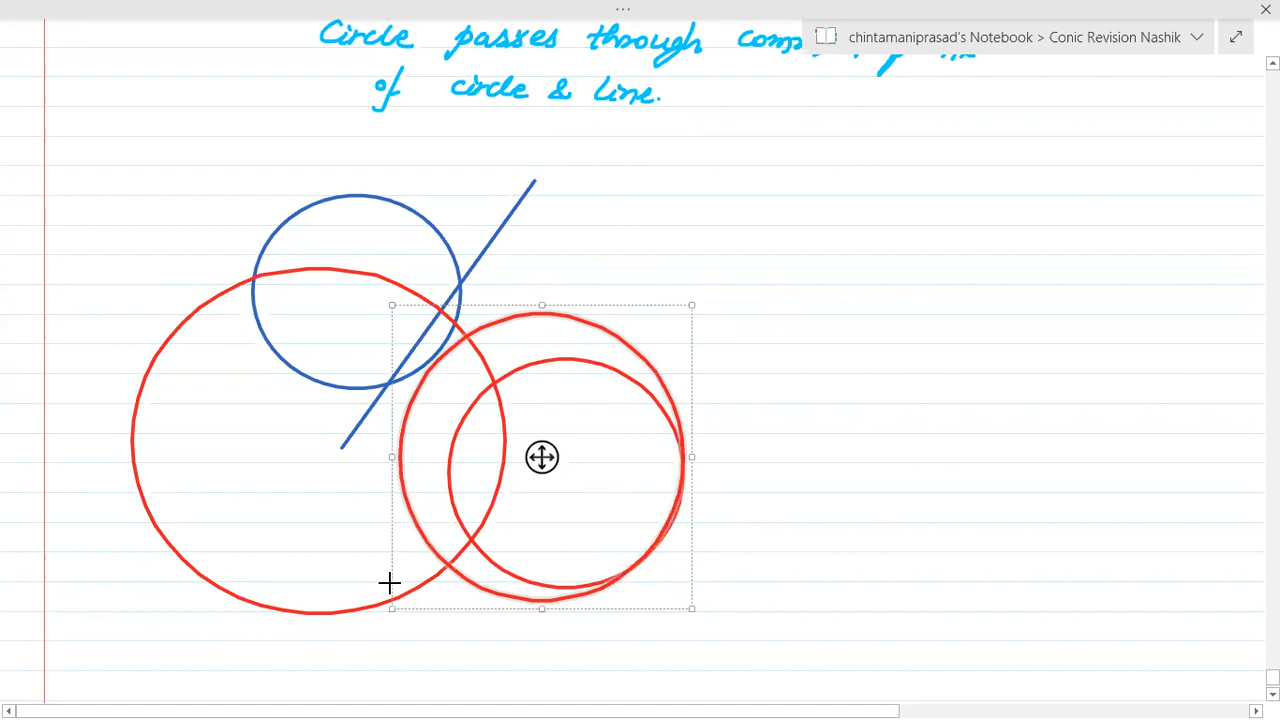 Circle passes through
of circle & line.
chintamaniprasad's Notebook > Conic Revision Nashik